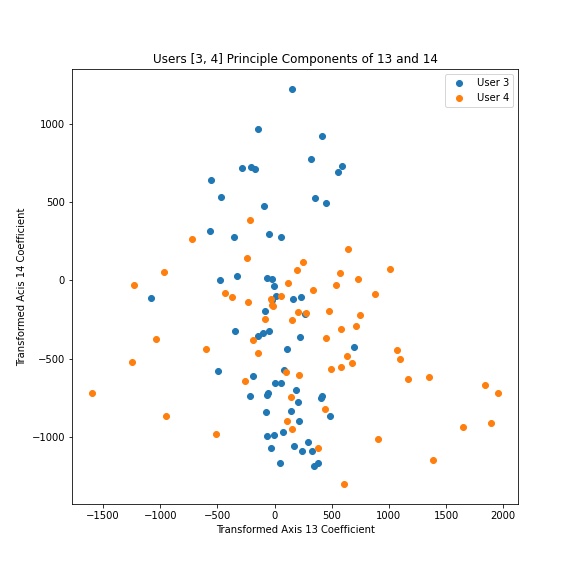 Users [3, 4] Principle Components of 13 and 14
User 3
User 4
1000
500
0
−500
−1000
Transformed Acis 14 Coefficient
−1500 −1000 −500 0 500 1000 1500 2000
Transformed Axis 13 Coefficient